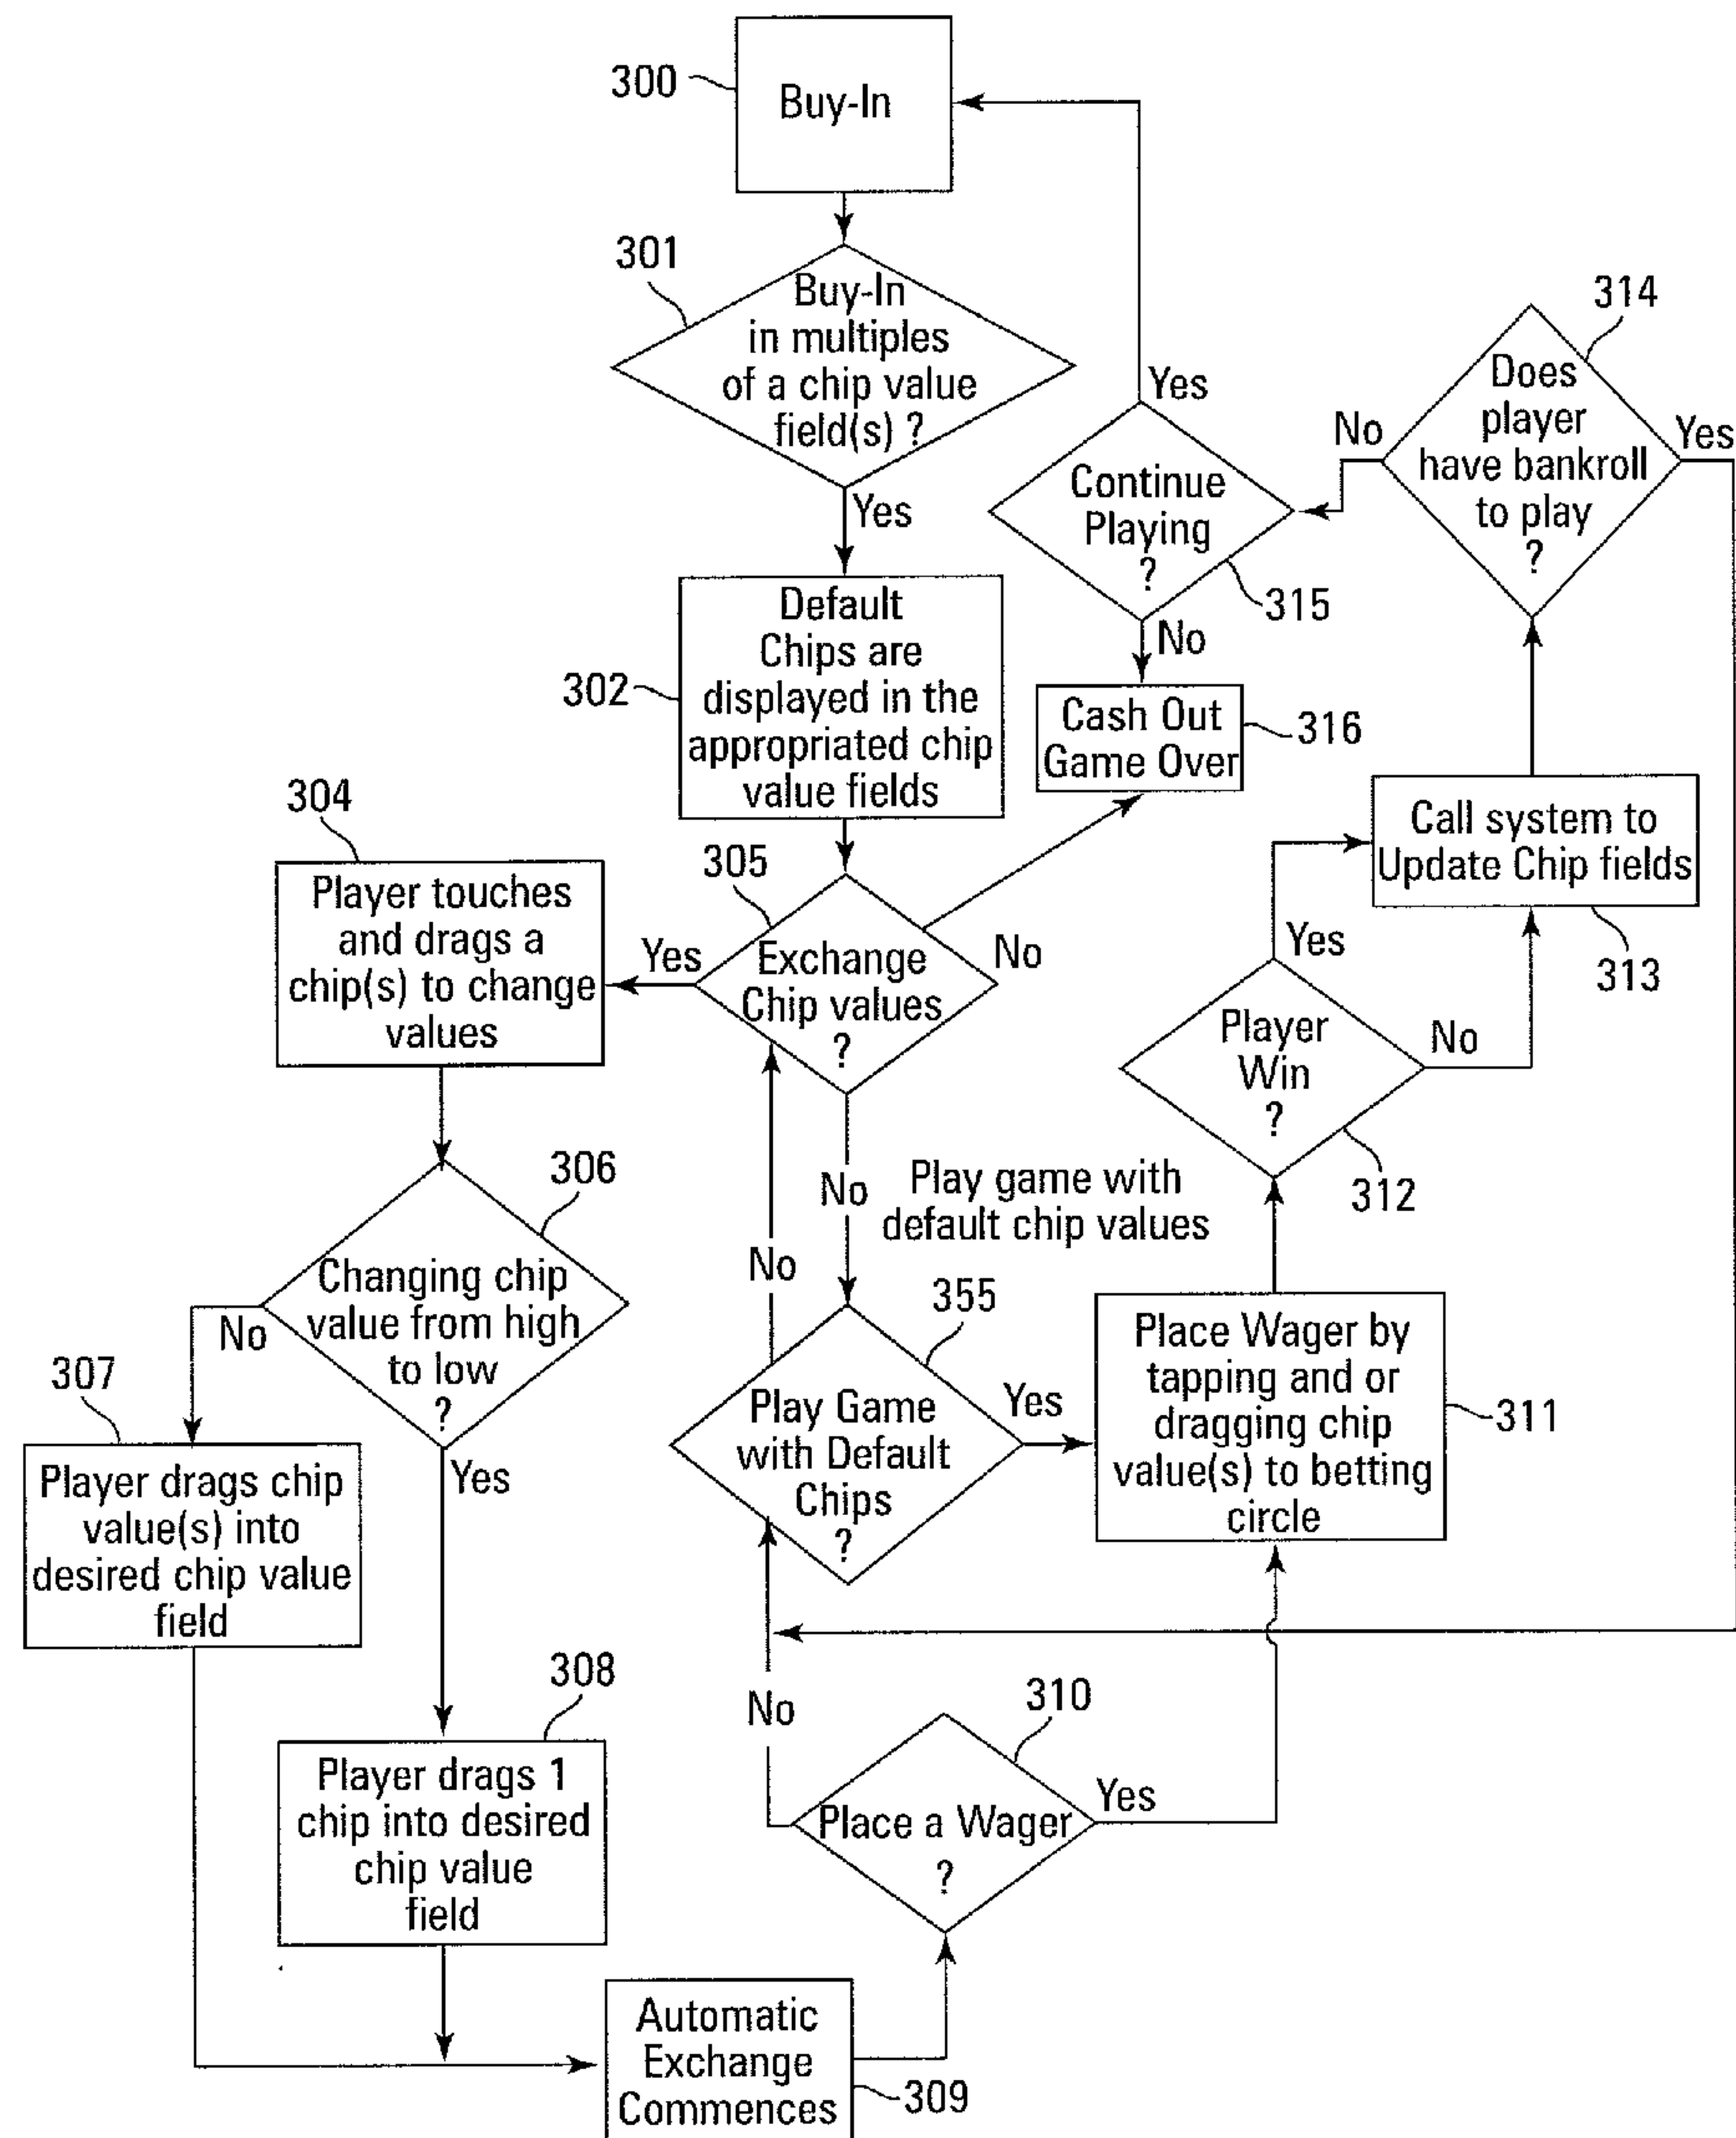 300
Buy-In
301
Buy-In
in multiples
of a chip value
field(s) ?
Yes
302
Default
Chips are
displayed in the
appropriated chip
value fields
304
Player touches
and drags a
chip(s) to change
values
305
Exchange
Chip values
?
Yes
No
No
Play game with
default chip values
306
Changing chip
value from high
to low
?
No
Yes
307
Player drags chip
value(s) into
desired chip value
field
308
Player drags 1
chip into desired
chip value
field
Automatic
Exchange
Commences
309
310
Place a Wager
?
No
Yes
355
Play Game
with Default
Chips
?
No
Yes
Place Wager by
tapping and or
dragging chip
value(s) to betting
circle
311
Player
Win
?
312
Yes
No
Call system to
Update Chip fields
313
314
Does
player
have bankroll
to play
?
No
Yes
Continue
Playing
?
315
Yes
No
Cash Out
Game Over
316